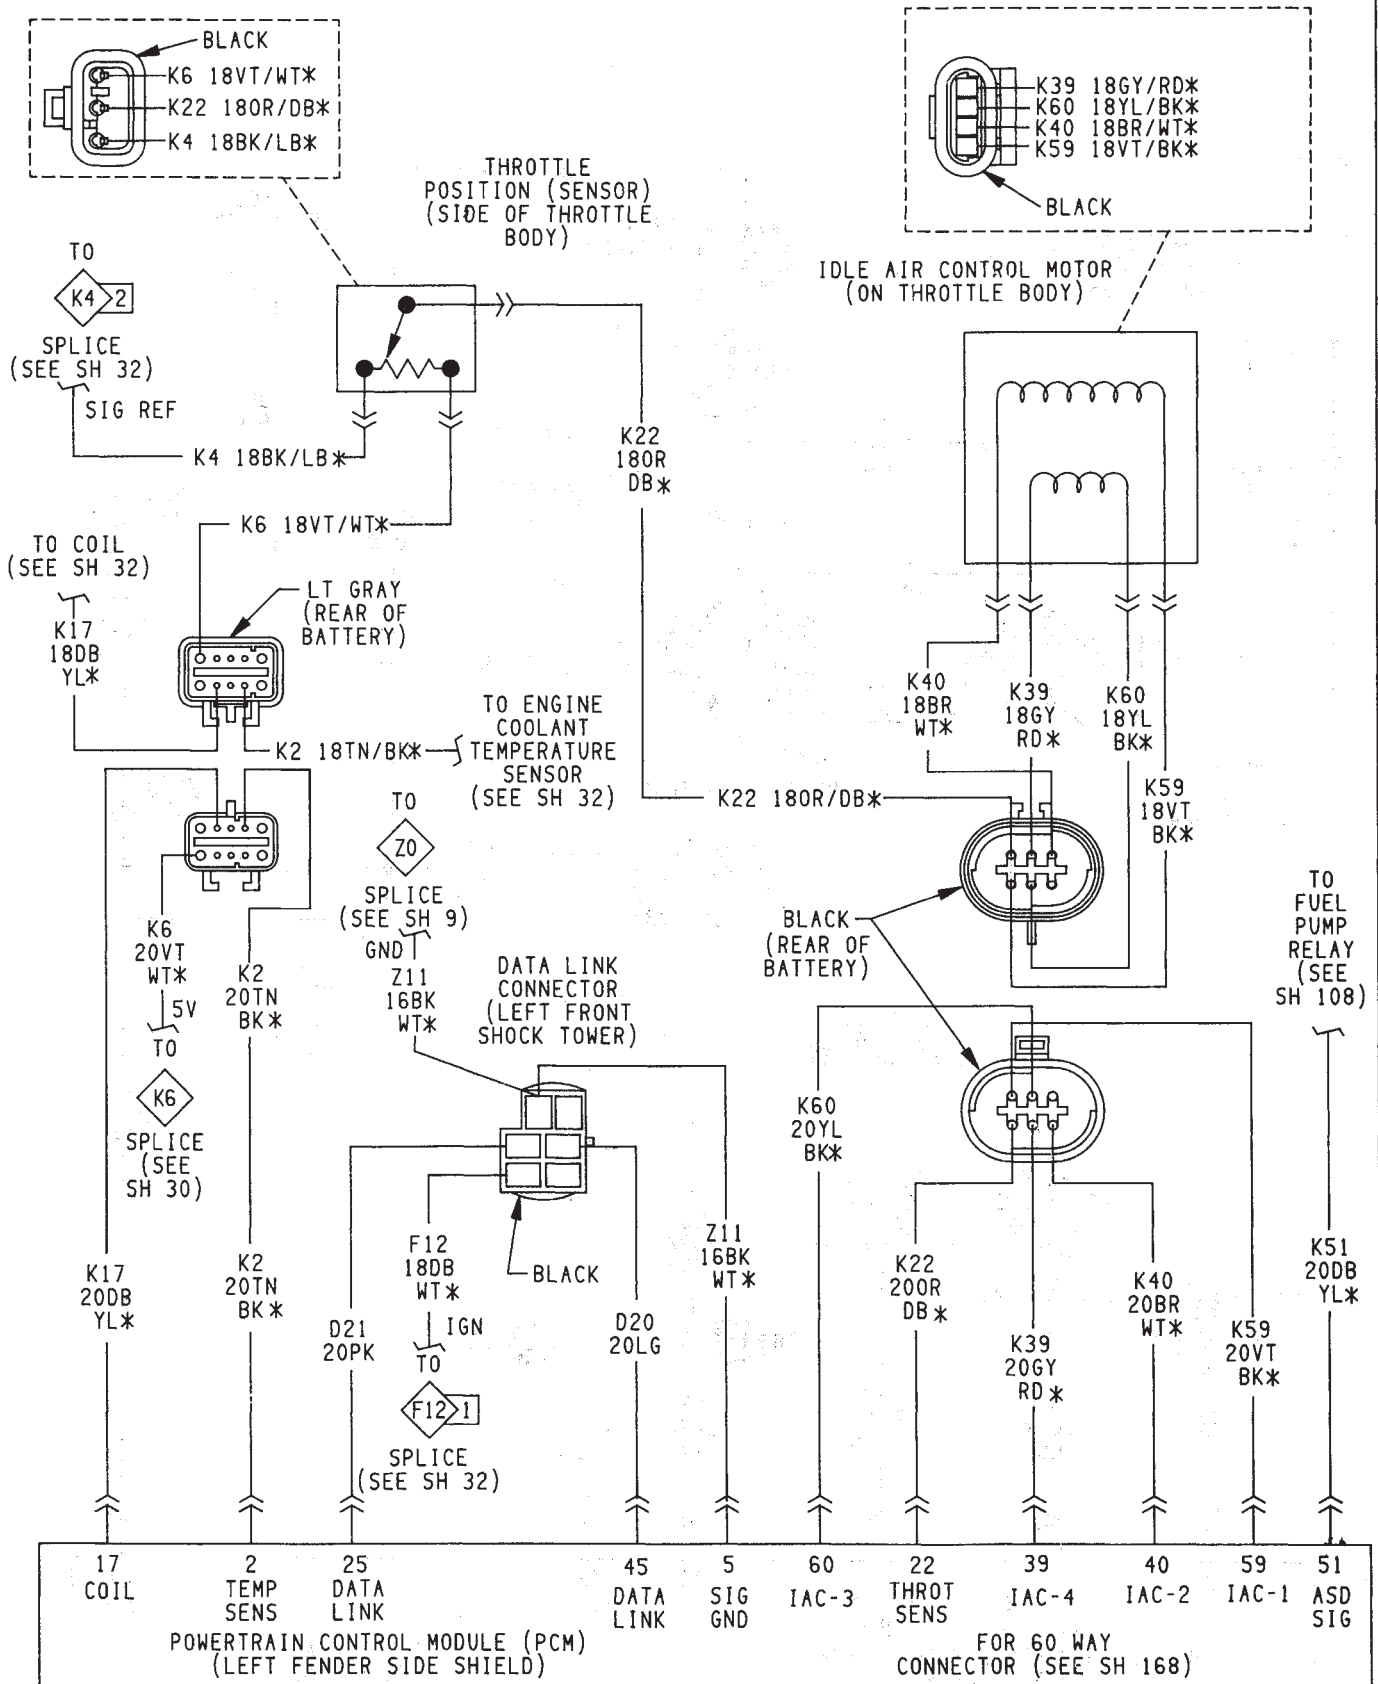 BLACK
K6 18VT/WT*
K22 18OR/DB*
K4 18BK/LB*
K39 18GY/RD*
K60 18YL/BK*
K40 18BR/WT*
K59 18VT/BK*
BLACK
THROTTLE
POSITION (SENSOR)
(SIDE OF THROTTLE
BODY)
IDLE AIR CONTROL MOTOR
(ON THROTTLE BODY)
TO
K4 2
SPLICE
(SEE SH 32)
SIG REF
K4 18BK/LB*
K22
18OR
DB*
K6 18VT/WT*
TO COIL
(SEE SH 32)
LT GRAY
(REAR OF
BATTERY)
K17
18DB
YL*
K2 18TN/BK*
TO ENGINE
COOLANT
TEMPERATURE
SENSOR
(SEE SH 32)
K40
18BR
WT*
K39
18GY
RD*
K60
18YL
BK*
K59
18VT
BK*
K22 18OR/DB*
TO
Z0
SPLICE
(SEE SH 9)
GND
Z11
16BK
WT*
K6
20VT
WT*
5V
TO
K6
SPLICE
(SEE
SH 30)
K2
20TN
BK*
DATA LINK
CONNECTOR
(LEFT FRONT
SHOCK TOWER)
BLACK
(REAR OF
BATTERY)
TO
FUEL
PUMP
RELAY
(SEE
SH 108)
K60
20YL
BK*
K17
20DB
YL*
K2
20TN
BK*
D21
20PK
F12
18DB
WT*
IGN
TO
F12 1
SPLICE
(SEE SH 32)
BLACK
D20
20LG
Z11
16BK
WT*
K22
20OR
DB*
K39
20GY
RD*
K40
20BR
WT*
K59
20VT
BK*
K51
20DB
YL*
17 2 25 45 5 60 22 39 40 59 51
COIL
TEMP
SENS
DATA
LINK
DATA
LINK
SIG
GND
IAC-3
THROT
SENS
IAC-4
IAC-2
IAC-1
ASD
SIG
POWERTRAIN CONTROL MODULE (PCM)
(LEFT FENDER SIDE SHIELD)
FOR 60 WAY
CONNECTOR (SEE SH 168)